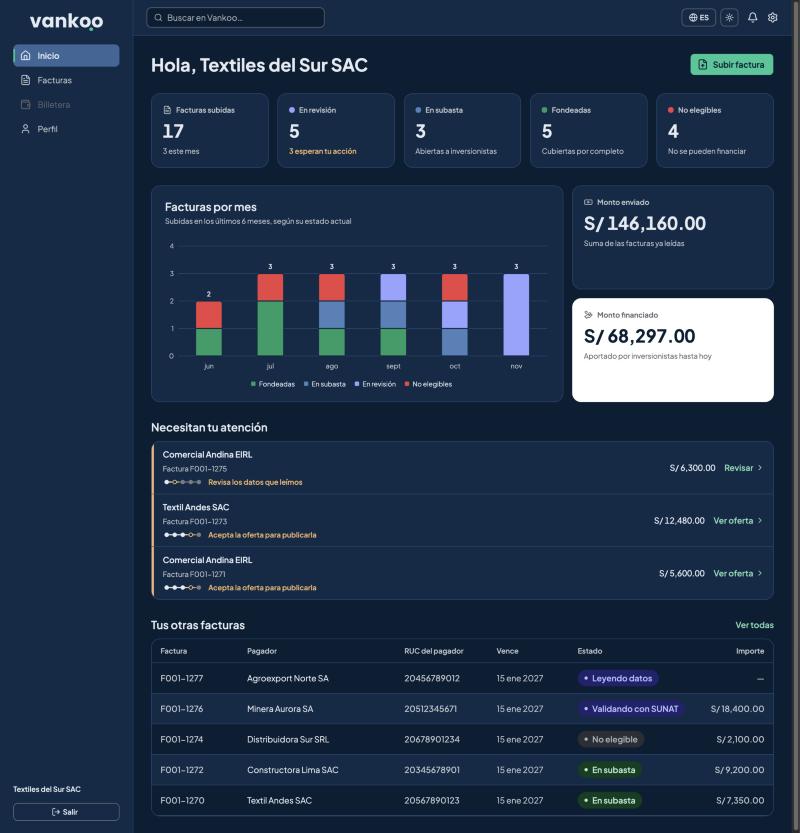 vankoo
Buscar en Vankoo...
ES
Inicio
Facturas
Billetera
Perfil
Hola, Textiles del Sur SAC
Subir factura
Facturas subidas
17
3 este mes
En revisión
5
3 esperan tu acción
En subasta
3
Abiertas a inversionistas
Fondeadas
5
Cubiertas por completo
No elegibles
4
No se pueden financiar
Facturas por mes
Subidas en los últimos 6 meses, según su estado actual
4
3
2
1
0
2
3
3
3
3
3
jun
jul
ago
sept
oct
nov
Fondeadas
En subasta
En revisión
No elegibles
Monto enviado
S/ 146,160.00
Suma de las facturas ya leídas
Monto financiado
S/ 68,297.00
Aportado por inversionistas hasta hoy
Necesitan tu atención
Comercial Andina EIRL
Factura F001-1275
Revisa los datos que leímos
S/ 6,300.00 Revisar
Textil Andes SAC
Factura F001-1273
Acepta la oferta para publicarla
S/ 12,480.00 Ver oferta
Comercial Andina EIRL
Factura F001-1271
Acepta la oferta para publicarla
S/ 5,600.00 Ver oferta
Tus otras facturas
Ver todas
Factura Pagador RUC del pagador Vence Estado Importe
F001-1277 Agroexport Norte SA 20456789012 15 ene 2027 Leyendo datos —
F001-1276 Minera Aurora SA 20512345671 15 ene 2027 Validando con SUNAT S/ 18,400.00
F001-1274 Distribuidora Sur SRL 20678901234 15 ene 2027 No elegible S/ 2,100.00
F001-1272 Constructora Lima SAC 20345678901 15 ene 2027 En subasta S/ 9,200.00
F001-1270 Textil Andes SAC 20567890123 15 ene 2027 En subasta S/ 7,350.00
Textiles del Sur SAC
Salir